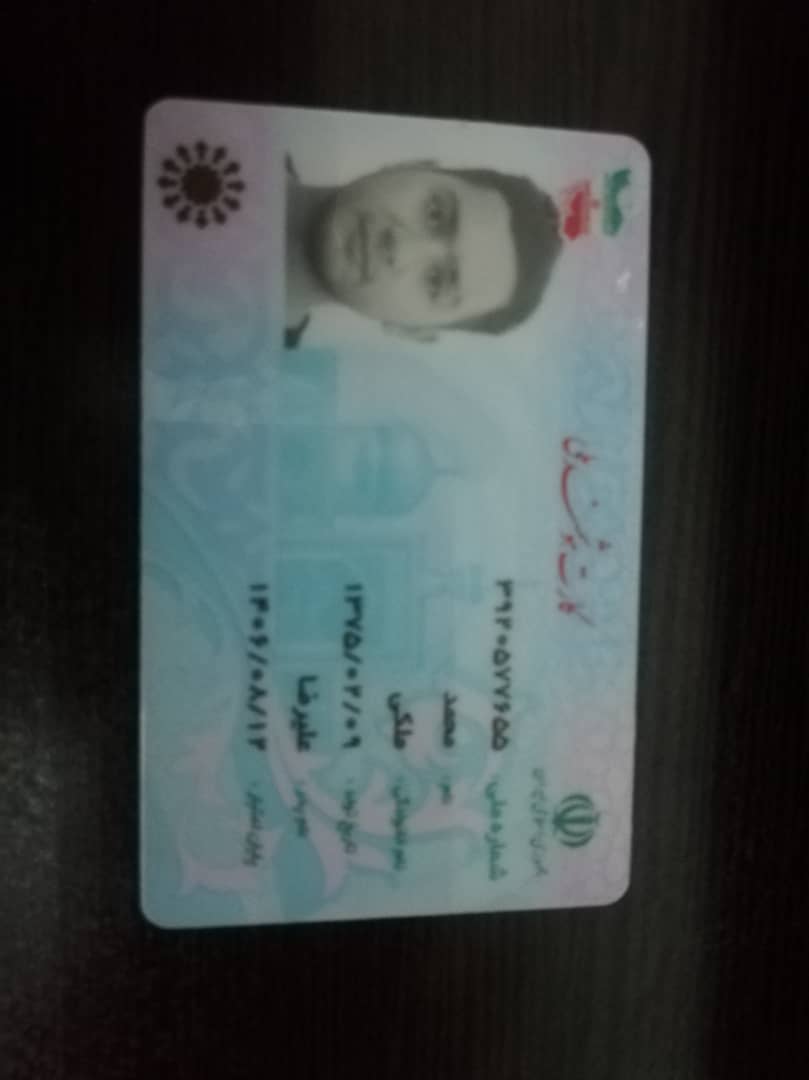 جمهوری اسلامی ایران
کارت هوشمند ملی
شماره ملی: ۳۹۲۰۵۷۷۶۵۵
نام: محمد
نام خانوادگی: ملکی
تاریخ تولد: ۱۳۷۵/۰۲/۰۹
نام پدر: علیرضا
پایان اعتبار: ۱۴۰۶/۰۸/۱۲